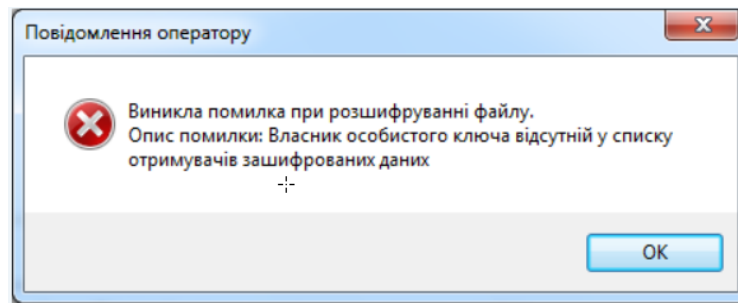 Повідомлення оператору
Виникла помилка при розшифруванні файлу.
Опис помилки: Власник особистого ключа відсутній у списку
отримувачів зашифрованих даних
OK